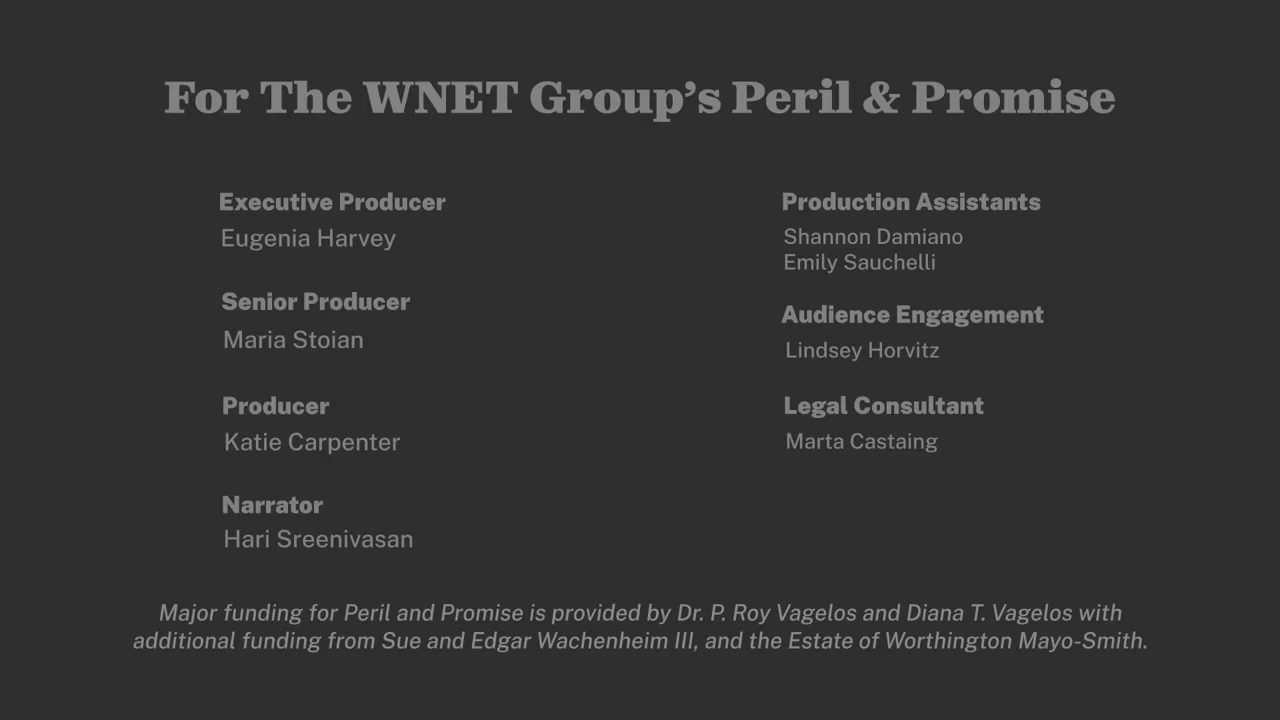 For The WNET Group’s Peril & Promise
Executive Producer
Eugenia Harvey
Senior Producer
Maria Stoian
Producer
Katie Carpenter
Narrator
Hari Sreenivasan
Production Assistants
Shannon Damiano
Emily Sauchelli
Audience Engagement
Lindsey Horvitz
Legal Consultant
Marta Castaing
Major funding for Peril and Promise is provided by Dr. P. Roy Vagelos and Diana T. Vagelos with
additional funding from Sue and Edgar Wachenheim III, and the Estate of Worthington Mayo-Smith.